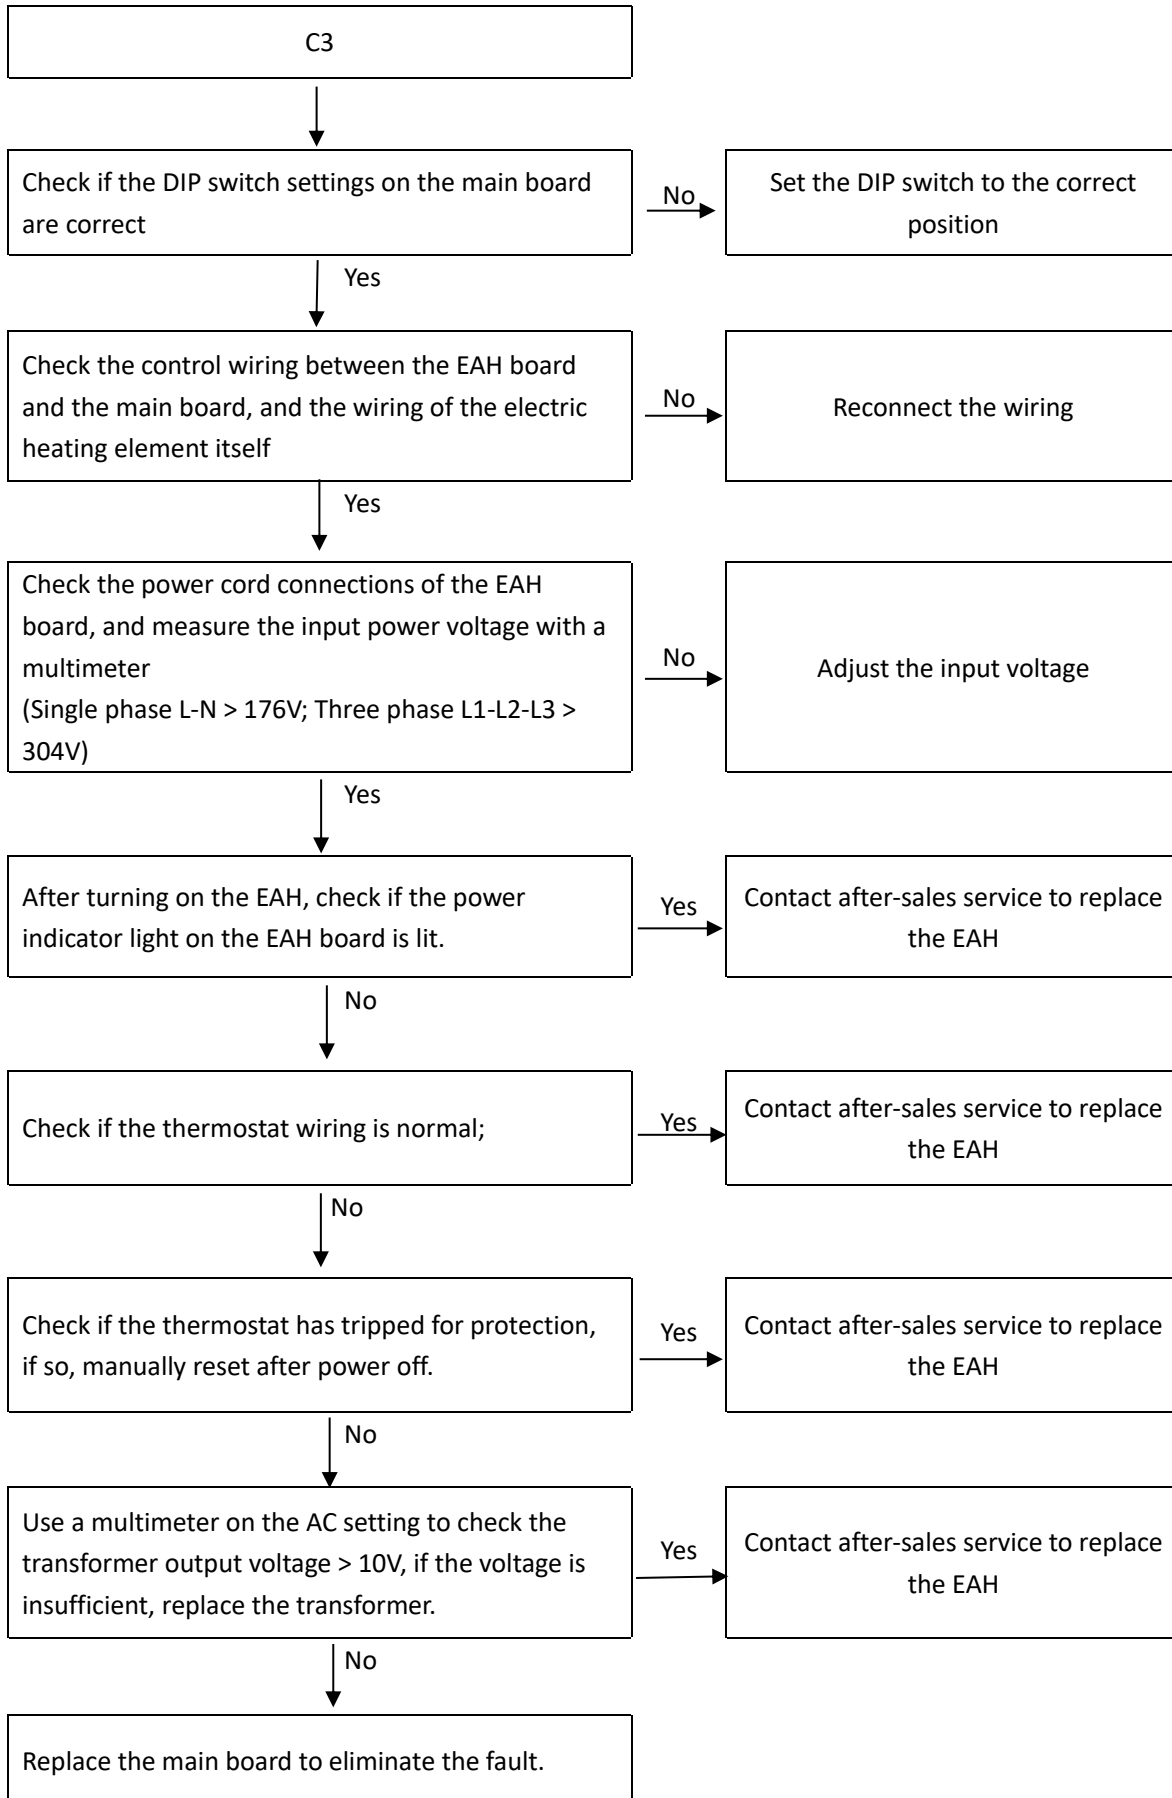 C3
Check if the DIP switch settings on the main board
are correct
No
Set the DIP switch to the correct
position
Yes
Check the control wiring between the EAH board
and the main board, and the wiring of the electric
heating element itself
No
Reconnect the wiring
Yes
Check the power cord connections of the EAH
board, and measure the input power voltage with a
multimeter
(Single phase L-N > 176V; Three phase L1-L2-L3 >
304V)
No
Adjust the input voltage
Yes
After turning on the EAH, check if the power
indicator light on the EAH board is lit.
Yes
Contact after-sales service to replace
the EAH
No
Check if the thermostat wiring is normal;
Yes
Contact after-sales service to replace
the EAH
No
Check if the thermostat has tripped for protection,
if so, manually reset after power off.
Yes
Contact after-sales service to replace
the EAH
No
Use a multimeter on the AC setting to check the
transformer output voltage > 10V, if the voltage is
insufficient, replace the transformer.
Yes
Contact after-sales service to replace
the EAH
No
Replace the main board to eliminate the fault.